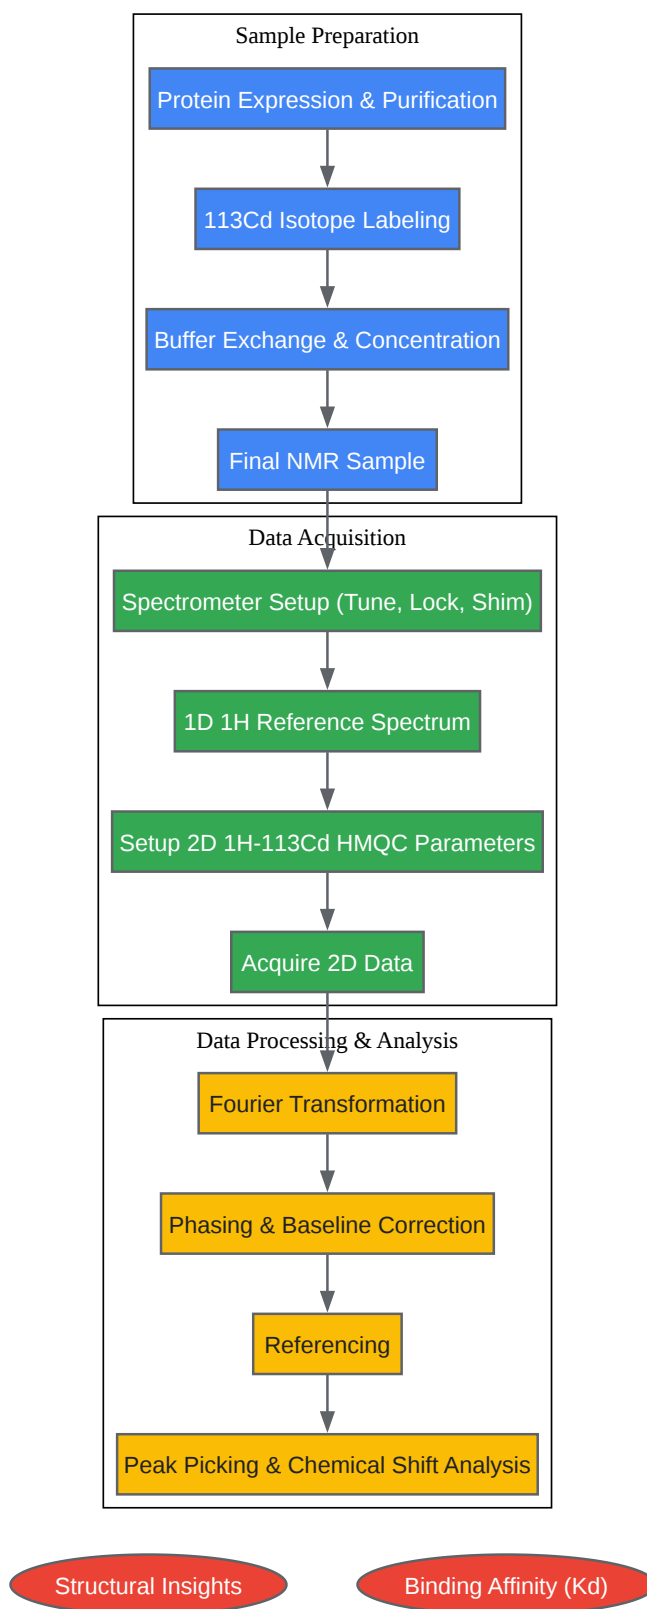 Sample Preparation
Protein Expression & Purification
113Cd Isotope Labeling
Buffer Exchange & Concentration
Final NMR Sample
Data Acquisition
Spectrometer Setup (Tune, Lock, Shim)
1D 1H Reference Spectrum
Setup 2D 1H-113Cd HMQC Parameters
Acquire 2D Data
Data Processing & Analysis
Fourier Transformation
Phasing & Baseline Correction
Referencing
Peak Picking & Chemical Shift Analysis
Structural Insights
Binding Affinity (Kd)